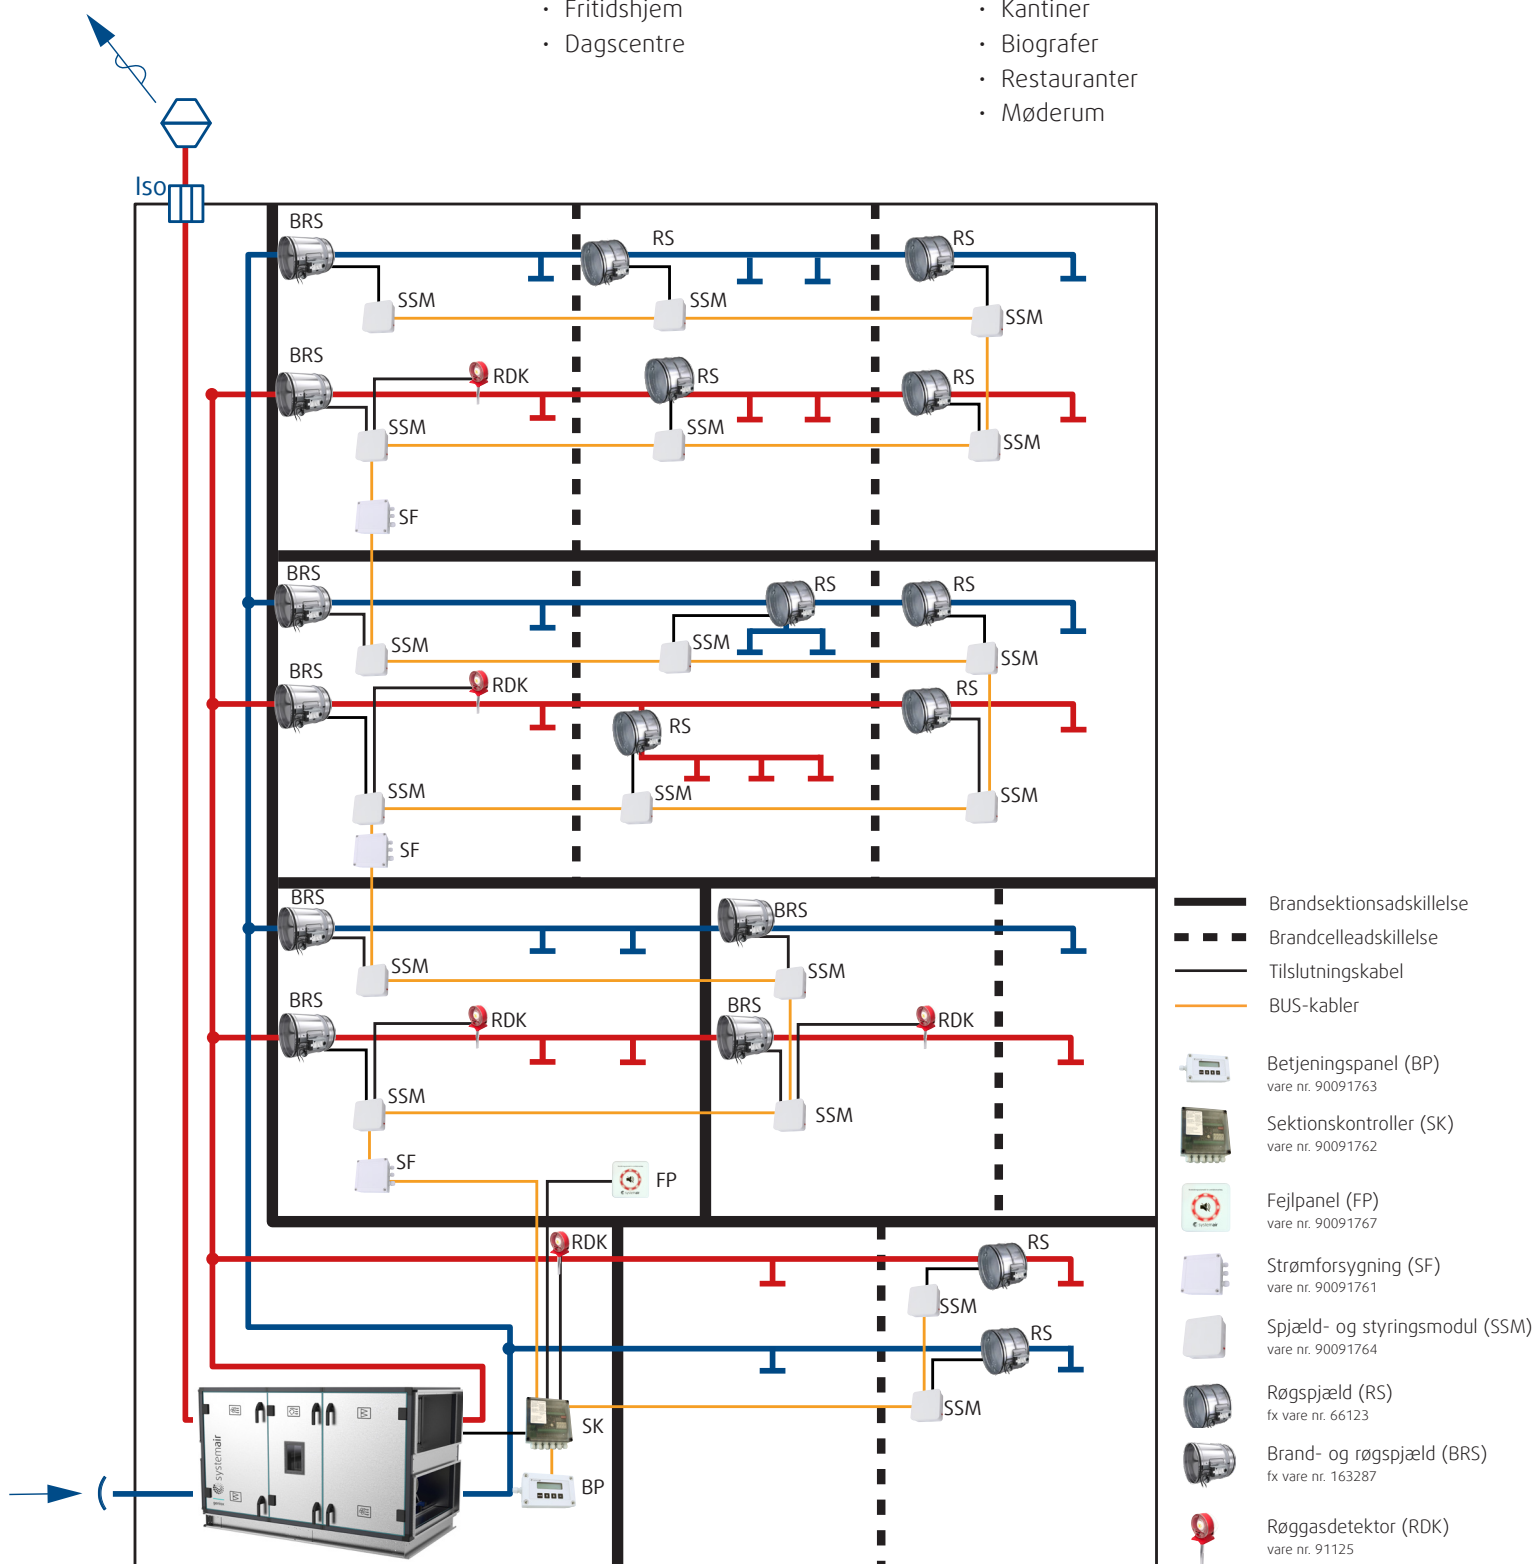 · Fritidshjem
· Dagscentre
· Kantiner
· Biografer
· Restauranter
· Møderum
Iso
BRS
RS
RS
SSM
SSM
SSM
BRS
RDK
RS
RS
SSM
SSM
SSM
SF
BRS
RS
RS
SSM
SSM
SSM
BRS
RDK
RS
RS
SSM
SSM
SSM
SF
BRS
BRS
SSM
SSM
BRS
RDK
BRS
RDK
SSM
SSM
SF
FP
RDK
RS
SSM
RS
SSM
SK
BP
systemair
Brandsektionsadskillelse
Brandcelleadskillelse
Tilslutningskabel
BUS-kabler
Betjeningspanel (BP)
vare nr. 90091763
Sektionskontroller (SK)
vare nr. 90091762
Fejlpanel (FP)
vare nr. 90091767
systemair
Strømforsygning (SF)
vare nr. 90091761
Spjæld- og styringsmodul (SSM)
vare nr. 90091764
Røgspjæld (RS)
fx vare nr. 66123
Brand- og røgspjæld (BRS)
fx vare nr. 163287
Røggasdetektor (RDK)
vare nr. 91125